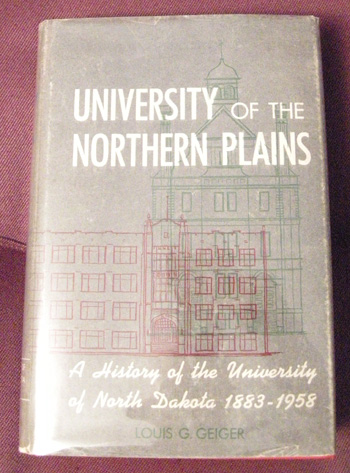 UNIVERSITY OF THE
NORTHERN PLAINS
A History of the University
of North Dakota 1883-1958
LOUIS G. GEIGER